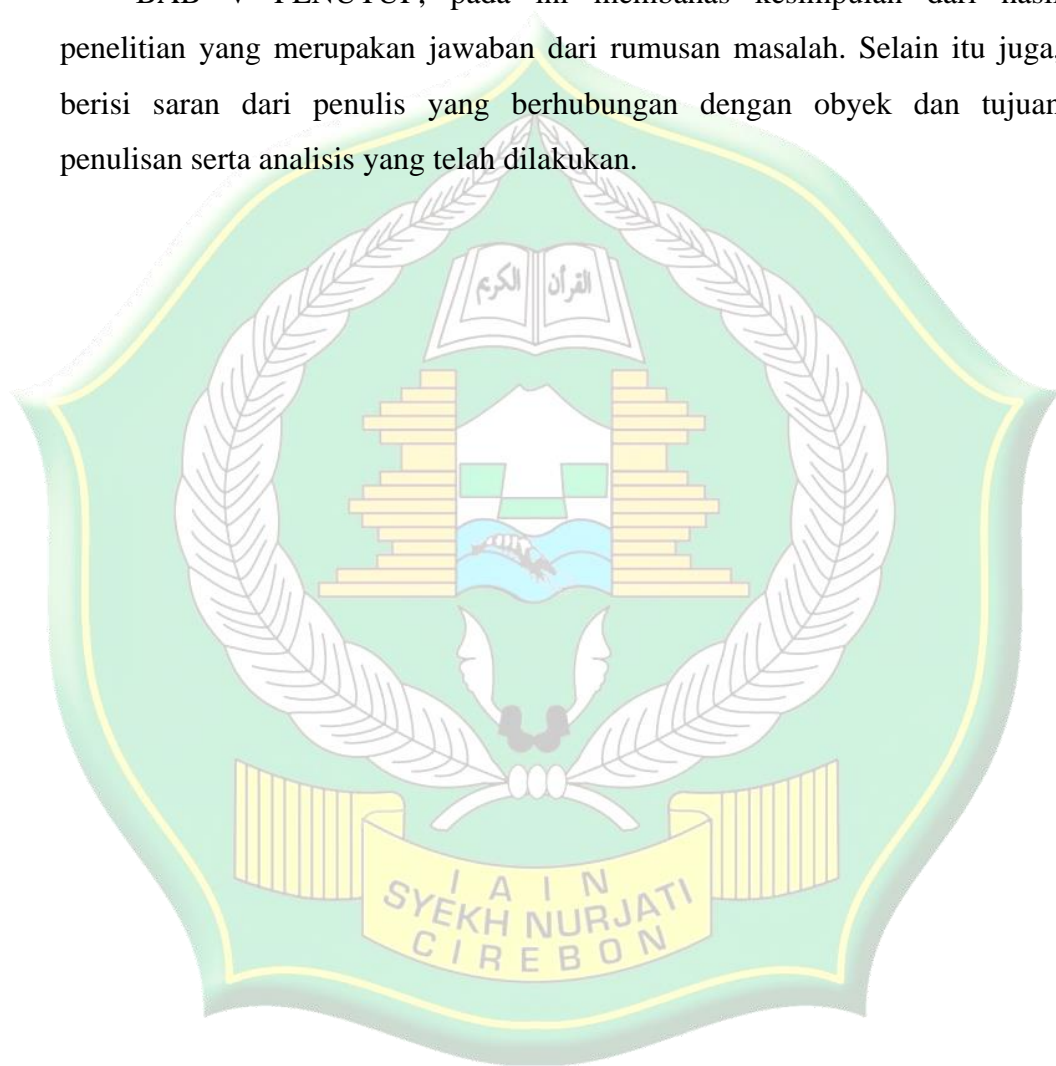 BAB V PENUTUP, pada ini membahas kesimpulan dari hasil
penelitian yang merupakan jawaban dari rumusan masalah. Selain itu juga,
berisi saran dari penulis yang berhubungan dengan obyek dan tujuan
penulisan serta analisis yang telah dilakukan.
القرأن الكريم
I A I N
SYEKH NURJATI
CIREBON